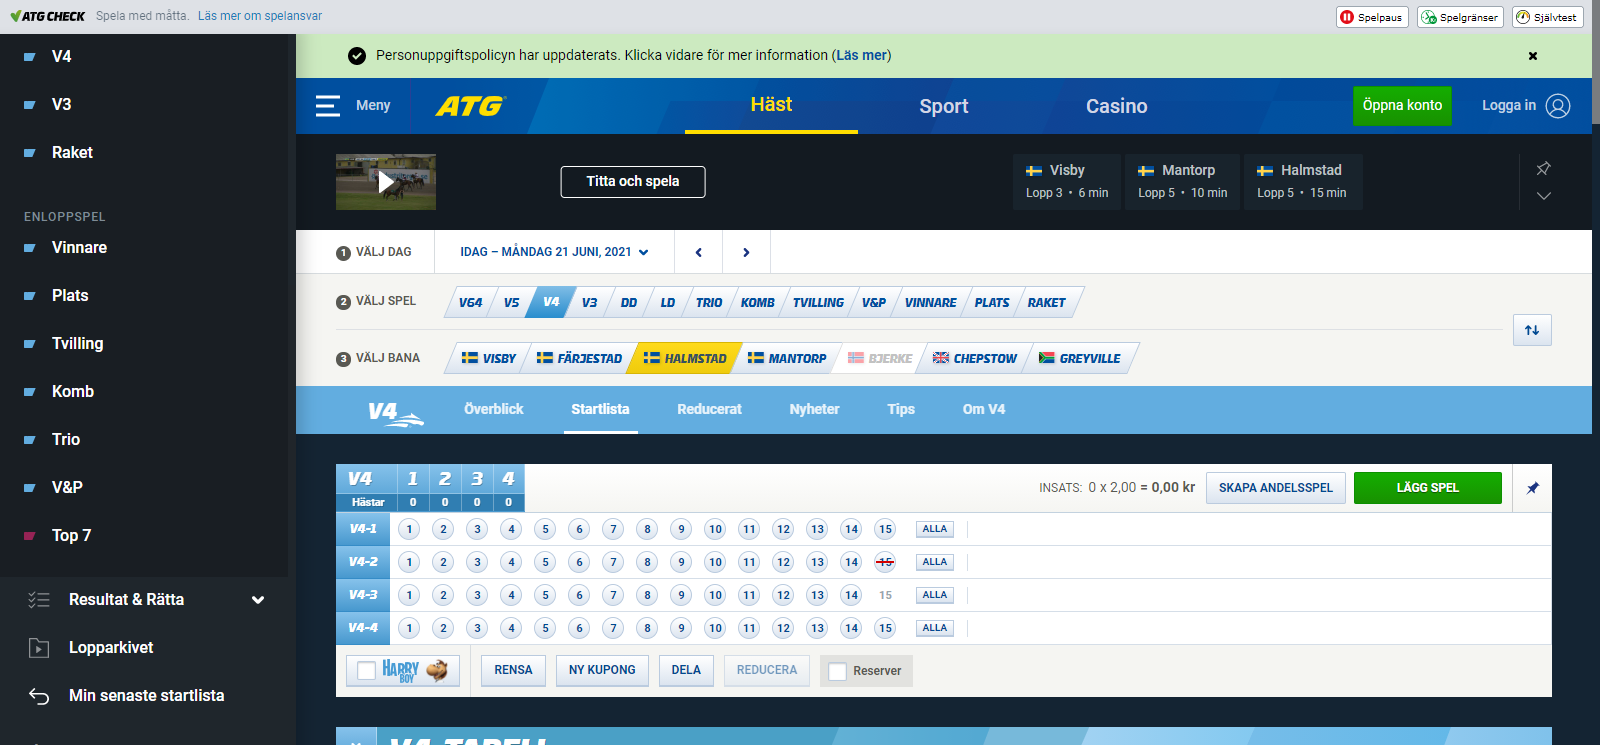 ATG CHECK Spela med måtta. Läs mer om spelansvar
Spelpaus Spelgränser Självtest
V4
V3
Raket
ENLOPPSPEL
Vinnare
Plats
Tvilling
Komb
Trio
V&P
Top 7
Resultat & Rätta
Lopparkivet
Min senaste startlista
Personuppgiftspolicyn har uppdaterats. Klicka vidare för mer information (Läs mer)
Meny ATG Häst Sport Casino Öppna konto Logga in
Titta och spela
Visby
Lopp 3 • 6 min
Mantorp
Lopp 5 • 10 min
Halmstad
Lopp 5 • 15 min
1 VÄLJ DAG IDAG – MÅNDAG 21 JUNI, 2021
2 VÄLJ SPEL V64 V5 V4 V3 DD LD TRIO KOMB TVILLING V&P VINNARE PLATS RAKET
3 VÄLJ BANA VISBY FÄRJESTAD HALMSTAD MANTORP BJERKE CHEPSTOW GREYVILLE
V4 Överblick Startlista Reducerat Nyheter Tips Om V4
V4 1 2 3 4
Hästar 0 0 0 0
INSATS: 0 x 2,00 = 0,00 kr SKAPA ANDELSSPEL LÄGG SPEL
V4-1 1 2 3 4 5 6 7 8 9 10 11 12 13 14 15 ALLA
V4-2 1 2 3 4 5 6 7 8 9 10 11 12 13 14 15 ALLA
V4-3 1 2 3 4 5 6 7 8 9 10 11 12 13 14 15 ALLA
V4-4 1 2 3 4 5 6 7 8 9 10 11 12 13 14 15 ALLA
HARRY BOY RENSA NY KUPONG DELA REDUCERA Reserver
V4-TABELL